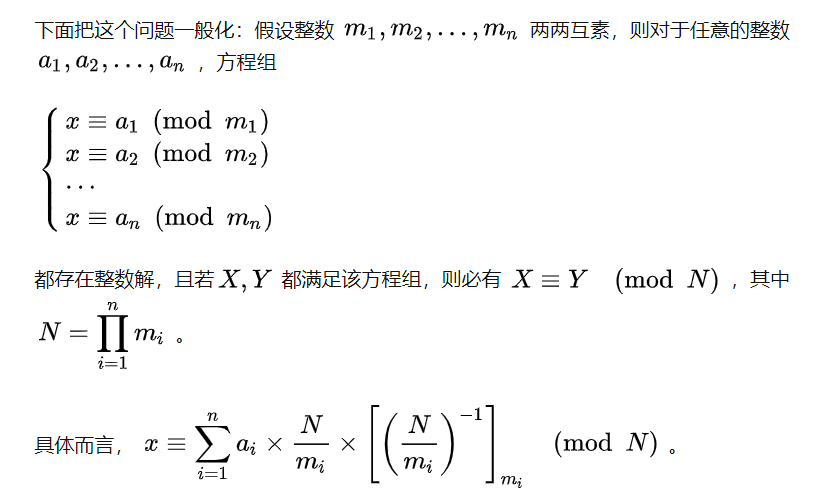 下面把这个问题一般化：假设整数 $m_1, m_2, \ldots, m_n$ 两两互素，则对于任意的整数
$a_1, a_2, \ldots, a_n$ ，方程组
$\begin{cases} x \equiv a_1 \pmod {m_1} \\ x \equiv a_2 \pmod {m_2} \\ \cdots \\ x \equiv a_n \pmod {m_n} \end{cases}$
都存在整数解，且若 $X, Y$ 都满足该方程组，则必有 $X \equiv Y \pmod N$ ，其中
$N = \prod_{i=1}^{n} m_i$ 。
具体而言， $x \equiv \sum_{i=1}^{n} a_i \times \frac{N}{m_i} \times \left[ \left( \frac{N}{m_i} \right)^{-1} \right]_{m_i} \pmod N$ 。